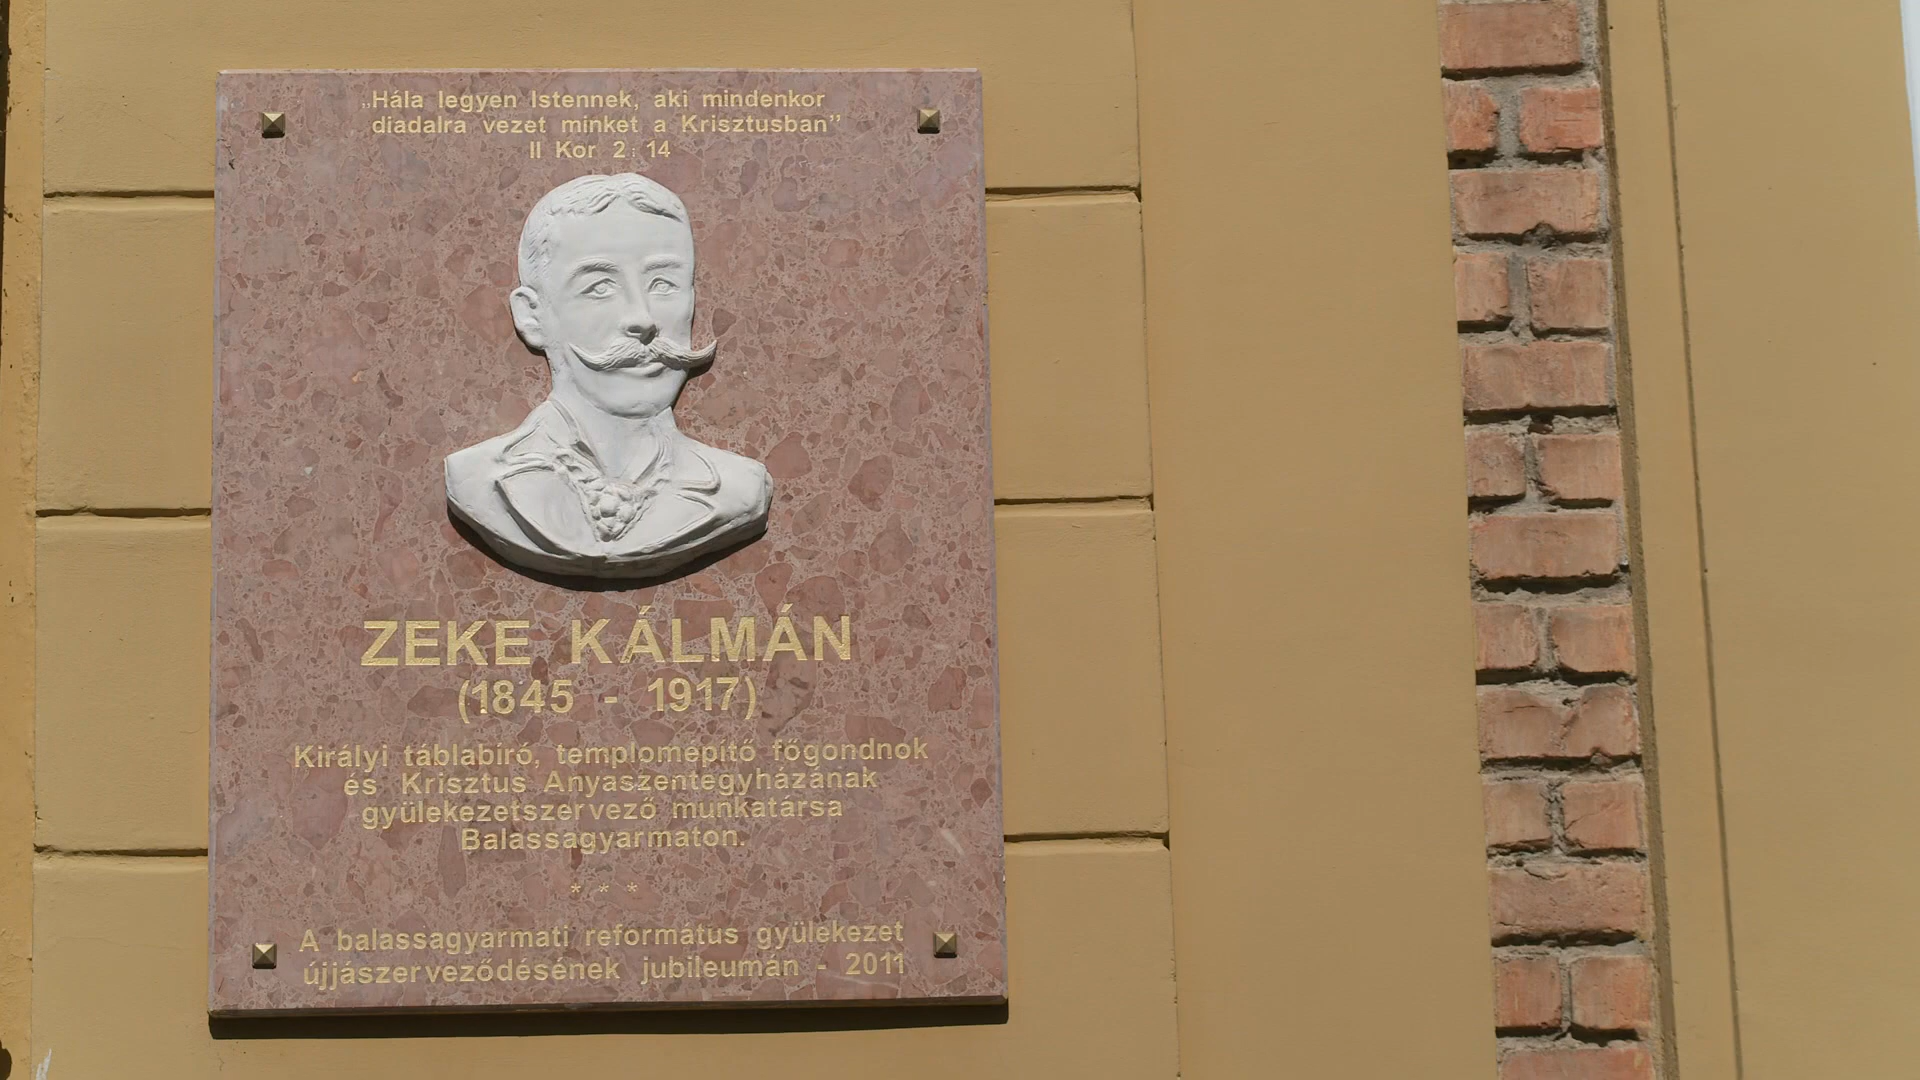 „Hála legyen Istennek, aki mindenkor
diadalra vezet minket a Krisztusban”
II Kor 2:14
ZEKE KÁLMÁN
(1845 - 1917)
Királyi táblabíró, templomépítő főgondnok
és Krisztus Anyaszentegyházának
gyülekezetszervező munkatársa
Balassagyarmaton.
* * *
A balassagyarmati református gyülekezet
újjászerveződésének jubileumán - 2011